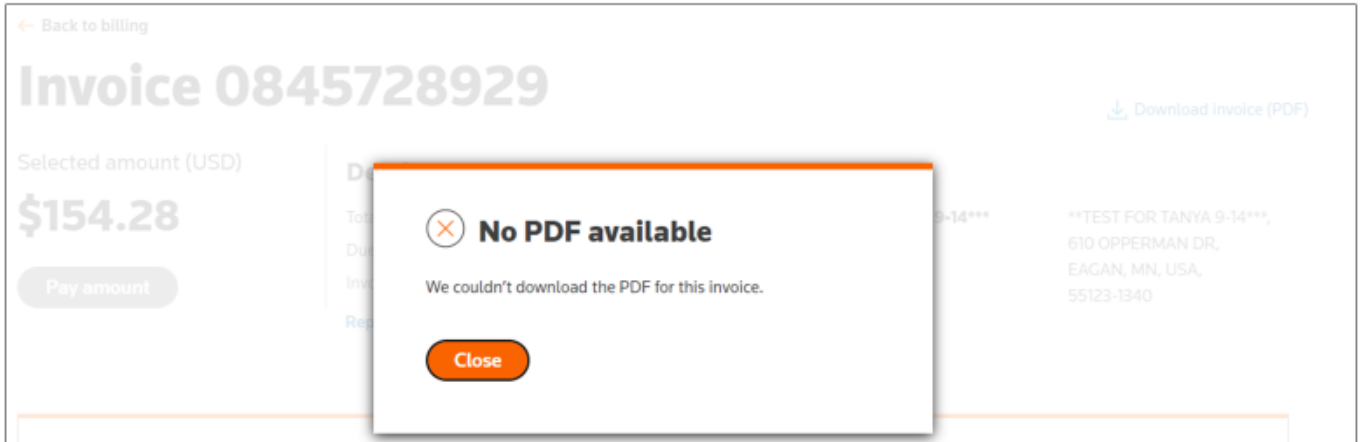 ← Back to billing
Invoice 0845728929
Download invoice (PDF)
Selected amount (USD)
$154.28
Pay amount
No PDF available
We couldn't download the PDF for this invoice.
Close
9-14***
**TEST FOR TANYA 9-14***,
610 OPPERMAN DR,
EAGAN, MN, USA,
55123-1340